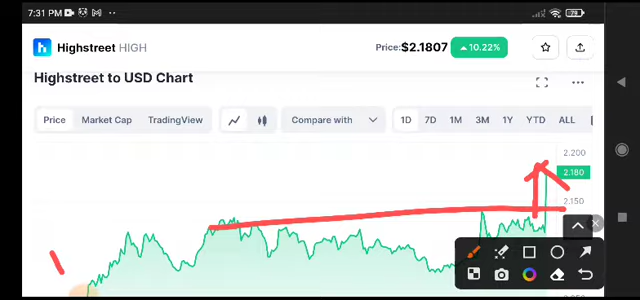 7:31 PM
79
Highstreet HIGH
Price: $2.1807
10.22%
Highstreet to USD Chart
Price
Market Cap
TradingView
Compare with
1D
7D
1M
3M
1Y
YTD
ALL
2.200
2.180
2.150